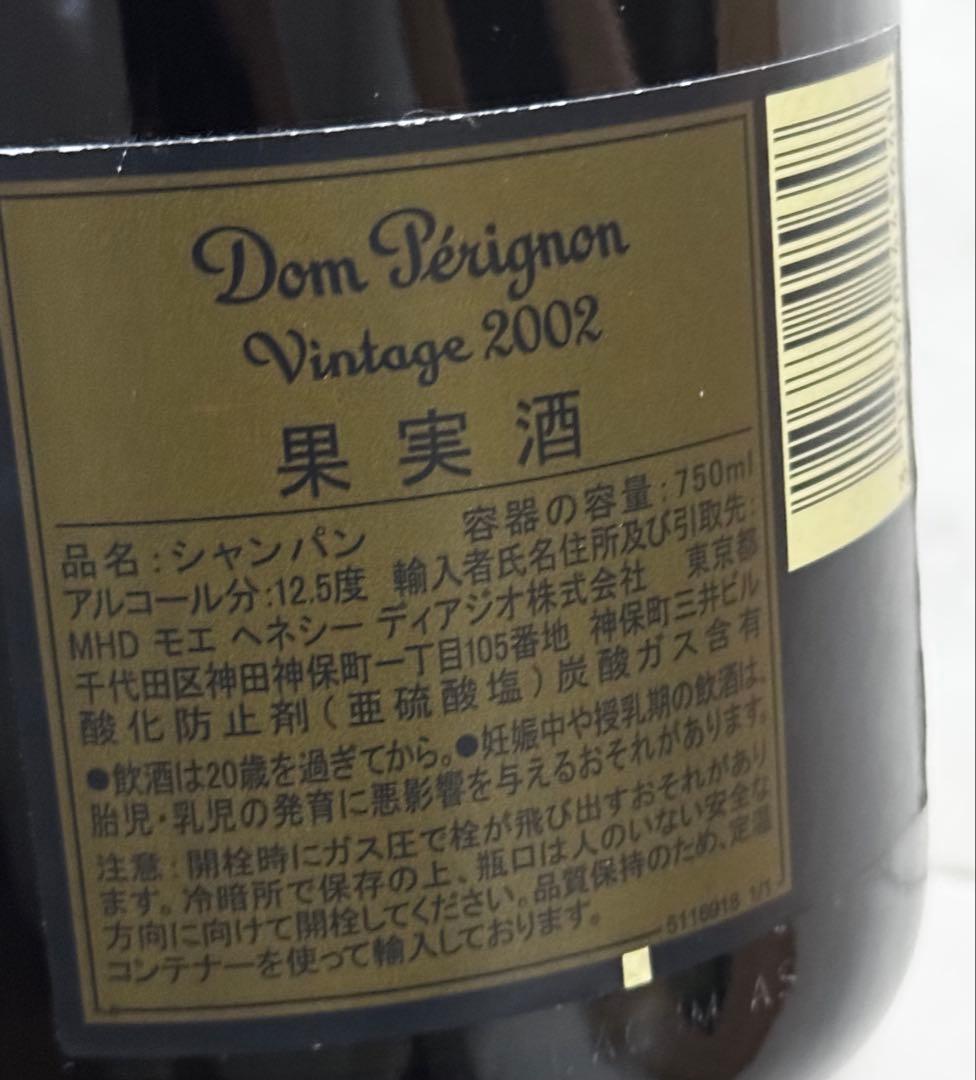 Dom Pérignon
Vintage 2002
果実酒
品名：シャンパン 容器の容量：750ml
アルコール分：12.5度 輸入者氏名住所及び引取先：
MHD モエ ヘネシー ディアジオ株式会社 東京都
千代田区神田神保町一丁目105番地 神保町三井ビル
酸化防止剤（亜硫酸塩）炭酸ガス含有
●飲酒は20歳を過ぎてから。●妊娠中や授乳期の飲酒は、
胎児・乳児の発育に悪影響を与えるおそれがあります。
注意：開栓時にガス圧で栓が飛び出すおそれがあり
ます。冷暗所で保存の上、瓶口は人のいない安全な
方向に向けて開栓してください。品質保持のため、定温
コンテナーを使って輸入しております。
5116918 1/1